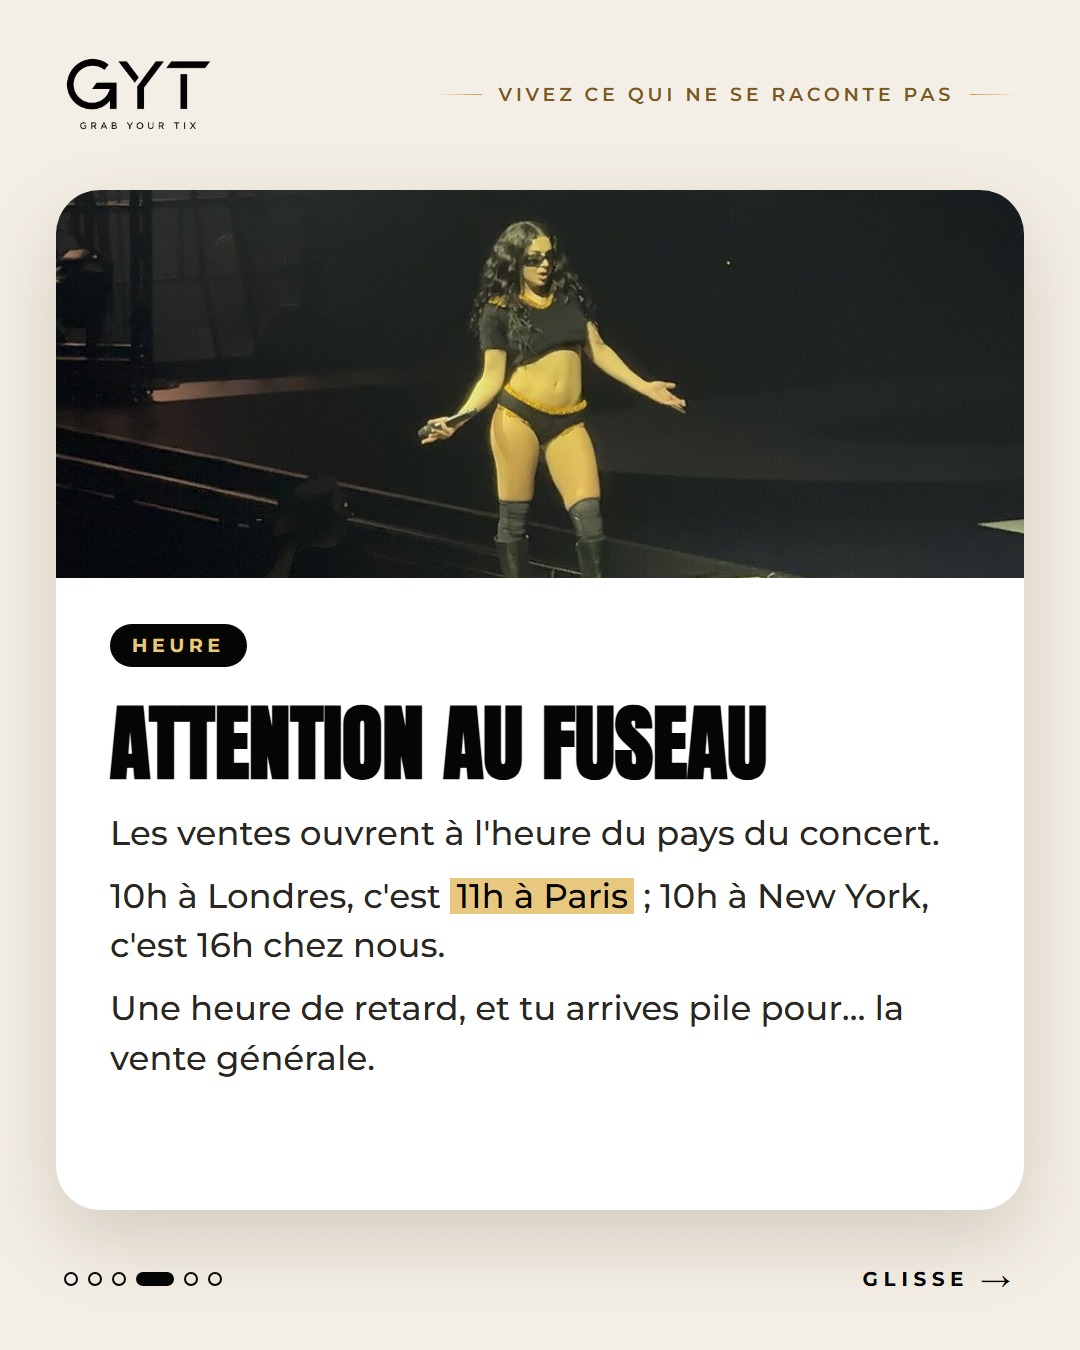 GYT
GRAB YOUR TIX
VIVEZ CE QUI NE SE RACONTE PAS
HEURE
ATTENTION AU FUSEAU
Les ventes ouvrent à l'heure du pays du concert.
10h à Londres, c'est 11h à Paris ; 10h à New York,
c'est 16h chez nous.
Une heure de retard, et tu arrives pile pour... la
vente générale.
GLISSE →